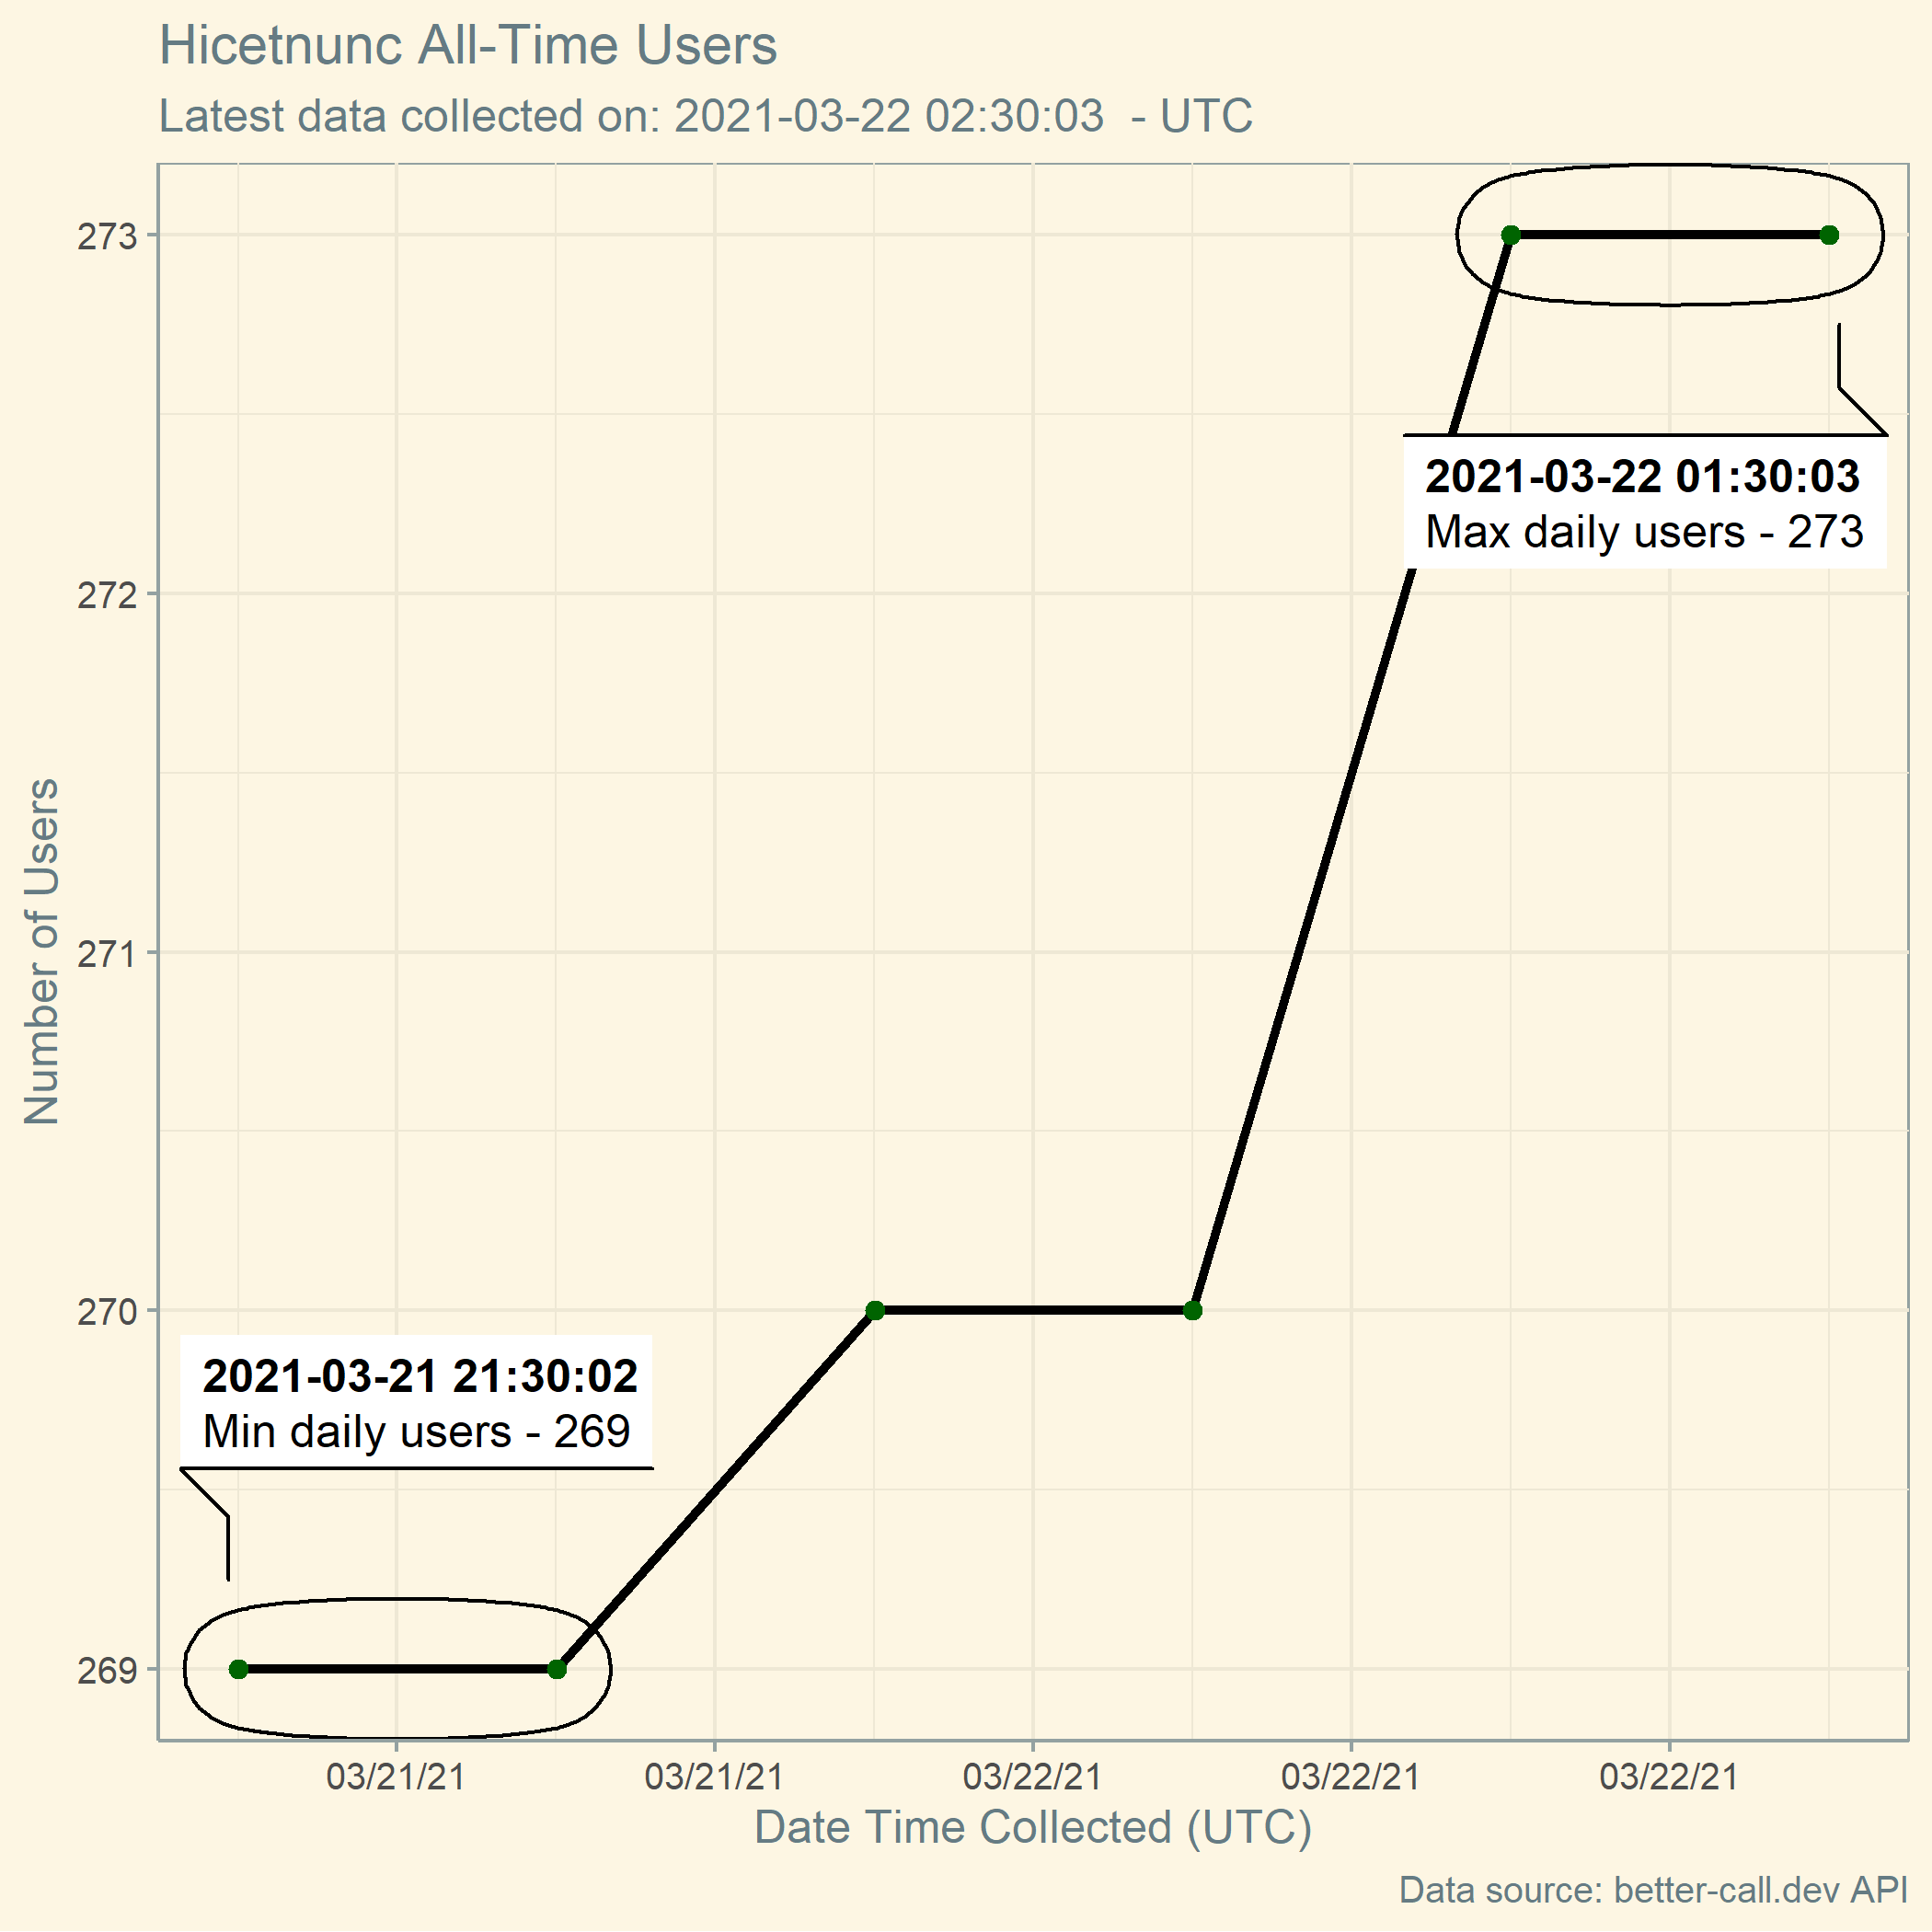 Hicetnunc All-Time Users
Latest data collected on: 2021-03-22 02:30:03  - UTC
273
2021-03-22 01:30:03
Max daily users - 273
272
Number of Users
271
270
2021-03-21 21:30:02
Min daily users - 269
269
03/21/21 03/21/21 03/22/21 03/22/21 03/22/21
Date Time Collected (UTC)
Data source: better-call.dev API